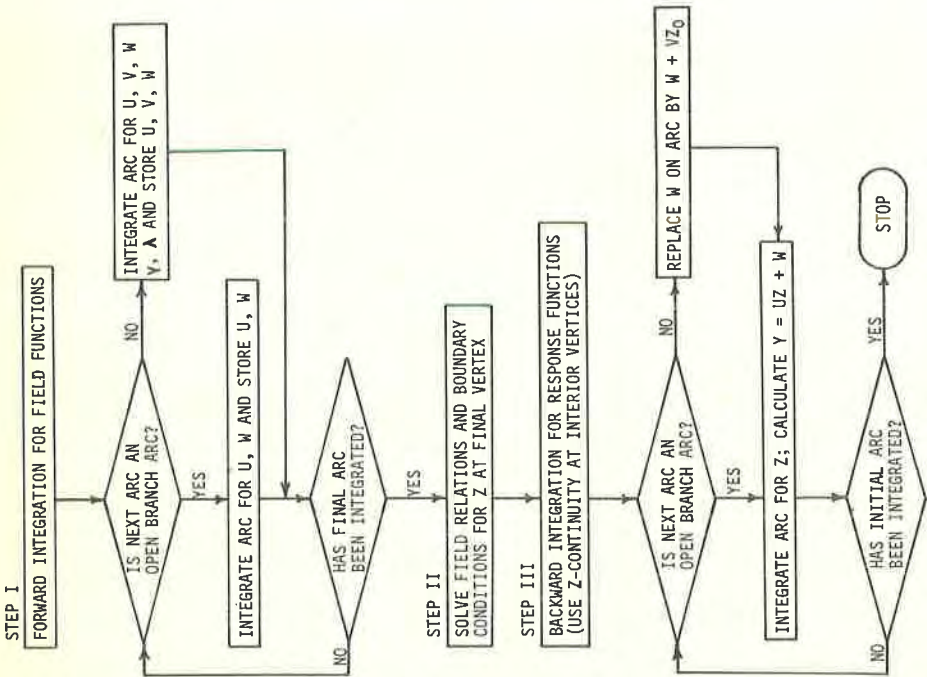 STEP I
FORWARD INTEGRATION FOR FIELD FUNCTIONS
IS NEXT ARC AN
OPEN BRANCH ARC?
NO
INTEGRATE ARC FOR U, V, W
Y, λ AND STORE U, V, W
YES
INTEGRATE ARC FOR U, W AND STORE U, W
HAS FINAL ARC
BEEN INTEGRATED?
NO
YES
STEP II
SOLVE FIELD RELATIONS AND BOUNDARY
CONDITIONS FOR Z AT FINAL VERTEX
STEP III
BACKWARD INTEGRATION FOR RESPONSE FUNCTIONS
(USE Z-CONTINUITY AT INTERIOR VERTICES)
IS NEXT ARC AN
OPEN BRANCH ARC?
NO
REPLACE W ON ARC BY W + VZ₀
YES
INTEGRATE ARC FOR Z; CALCULATE Y = UZ + W
HAS INITIAL ARC
BEEN INTEGRATED?
NO
YES
STOP